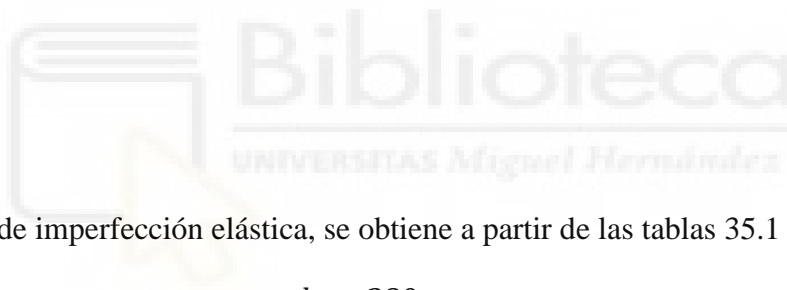 Biblioteca
UNIVERSITAS Miguel Hernández
de imperfección elástica, se obtiene a partir de las tablas 35.1